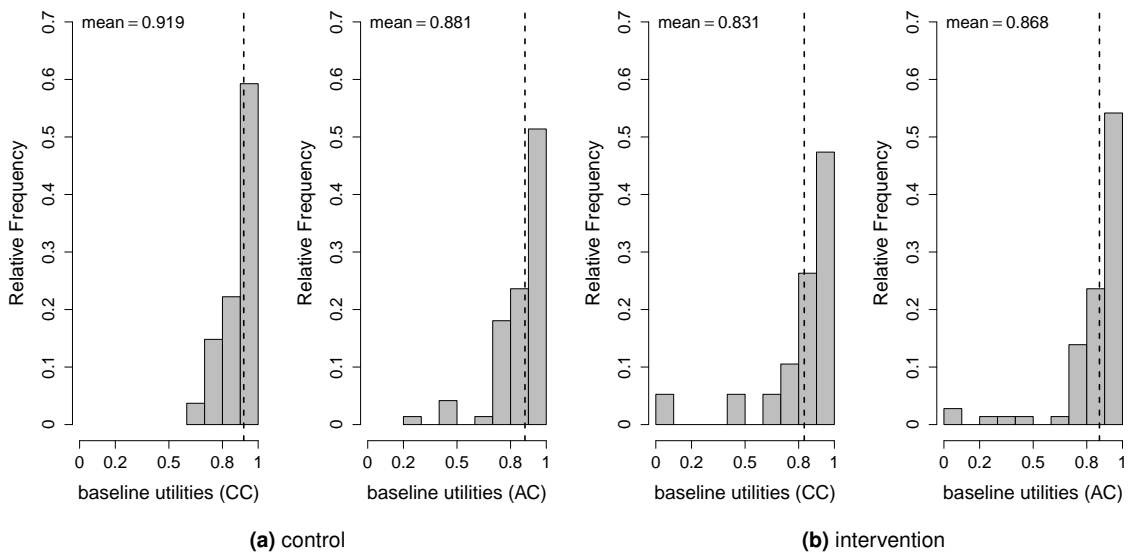 mean = 0.919
Relative Frequency
0 0.1 0.2 0.3 0.4 0.5 0.6 0.7
0 0.2 0.5 0.8 1
baseline utilities (CC)
mean = 0.881
Relative Frequency
0 0.1 0.2 0.3 0.4 0.5 0.6 0.7
0 0.2 0.5 0.8 1
baseline utilities (AC)
(a) control
mean = 0.831
Relative Frequency
0 0.1 0.2 0.3 0.4 0.5 0.6 0.7
0 0.2 0.5 0.8 1
baseline utilities (CC)
mean = 0.868
Relative Frequency
0 0.1 0.2 0.3 0.4 0.5 0.6 0.7
0 0.2 0.5 0.8 1
baseline utilities (AC)
(b) intervention